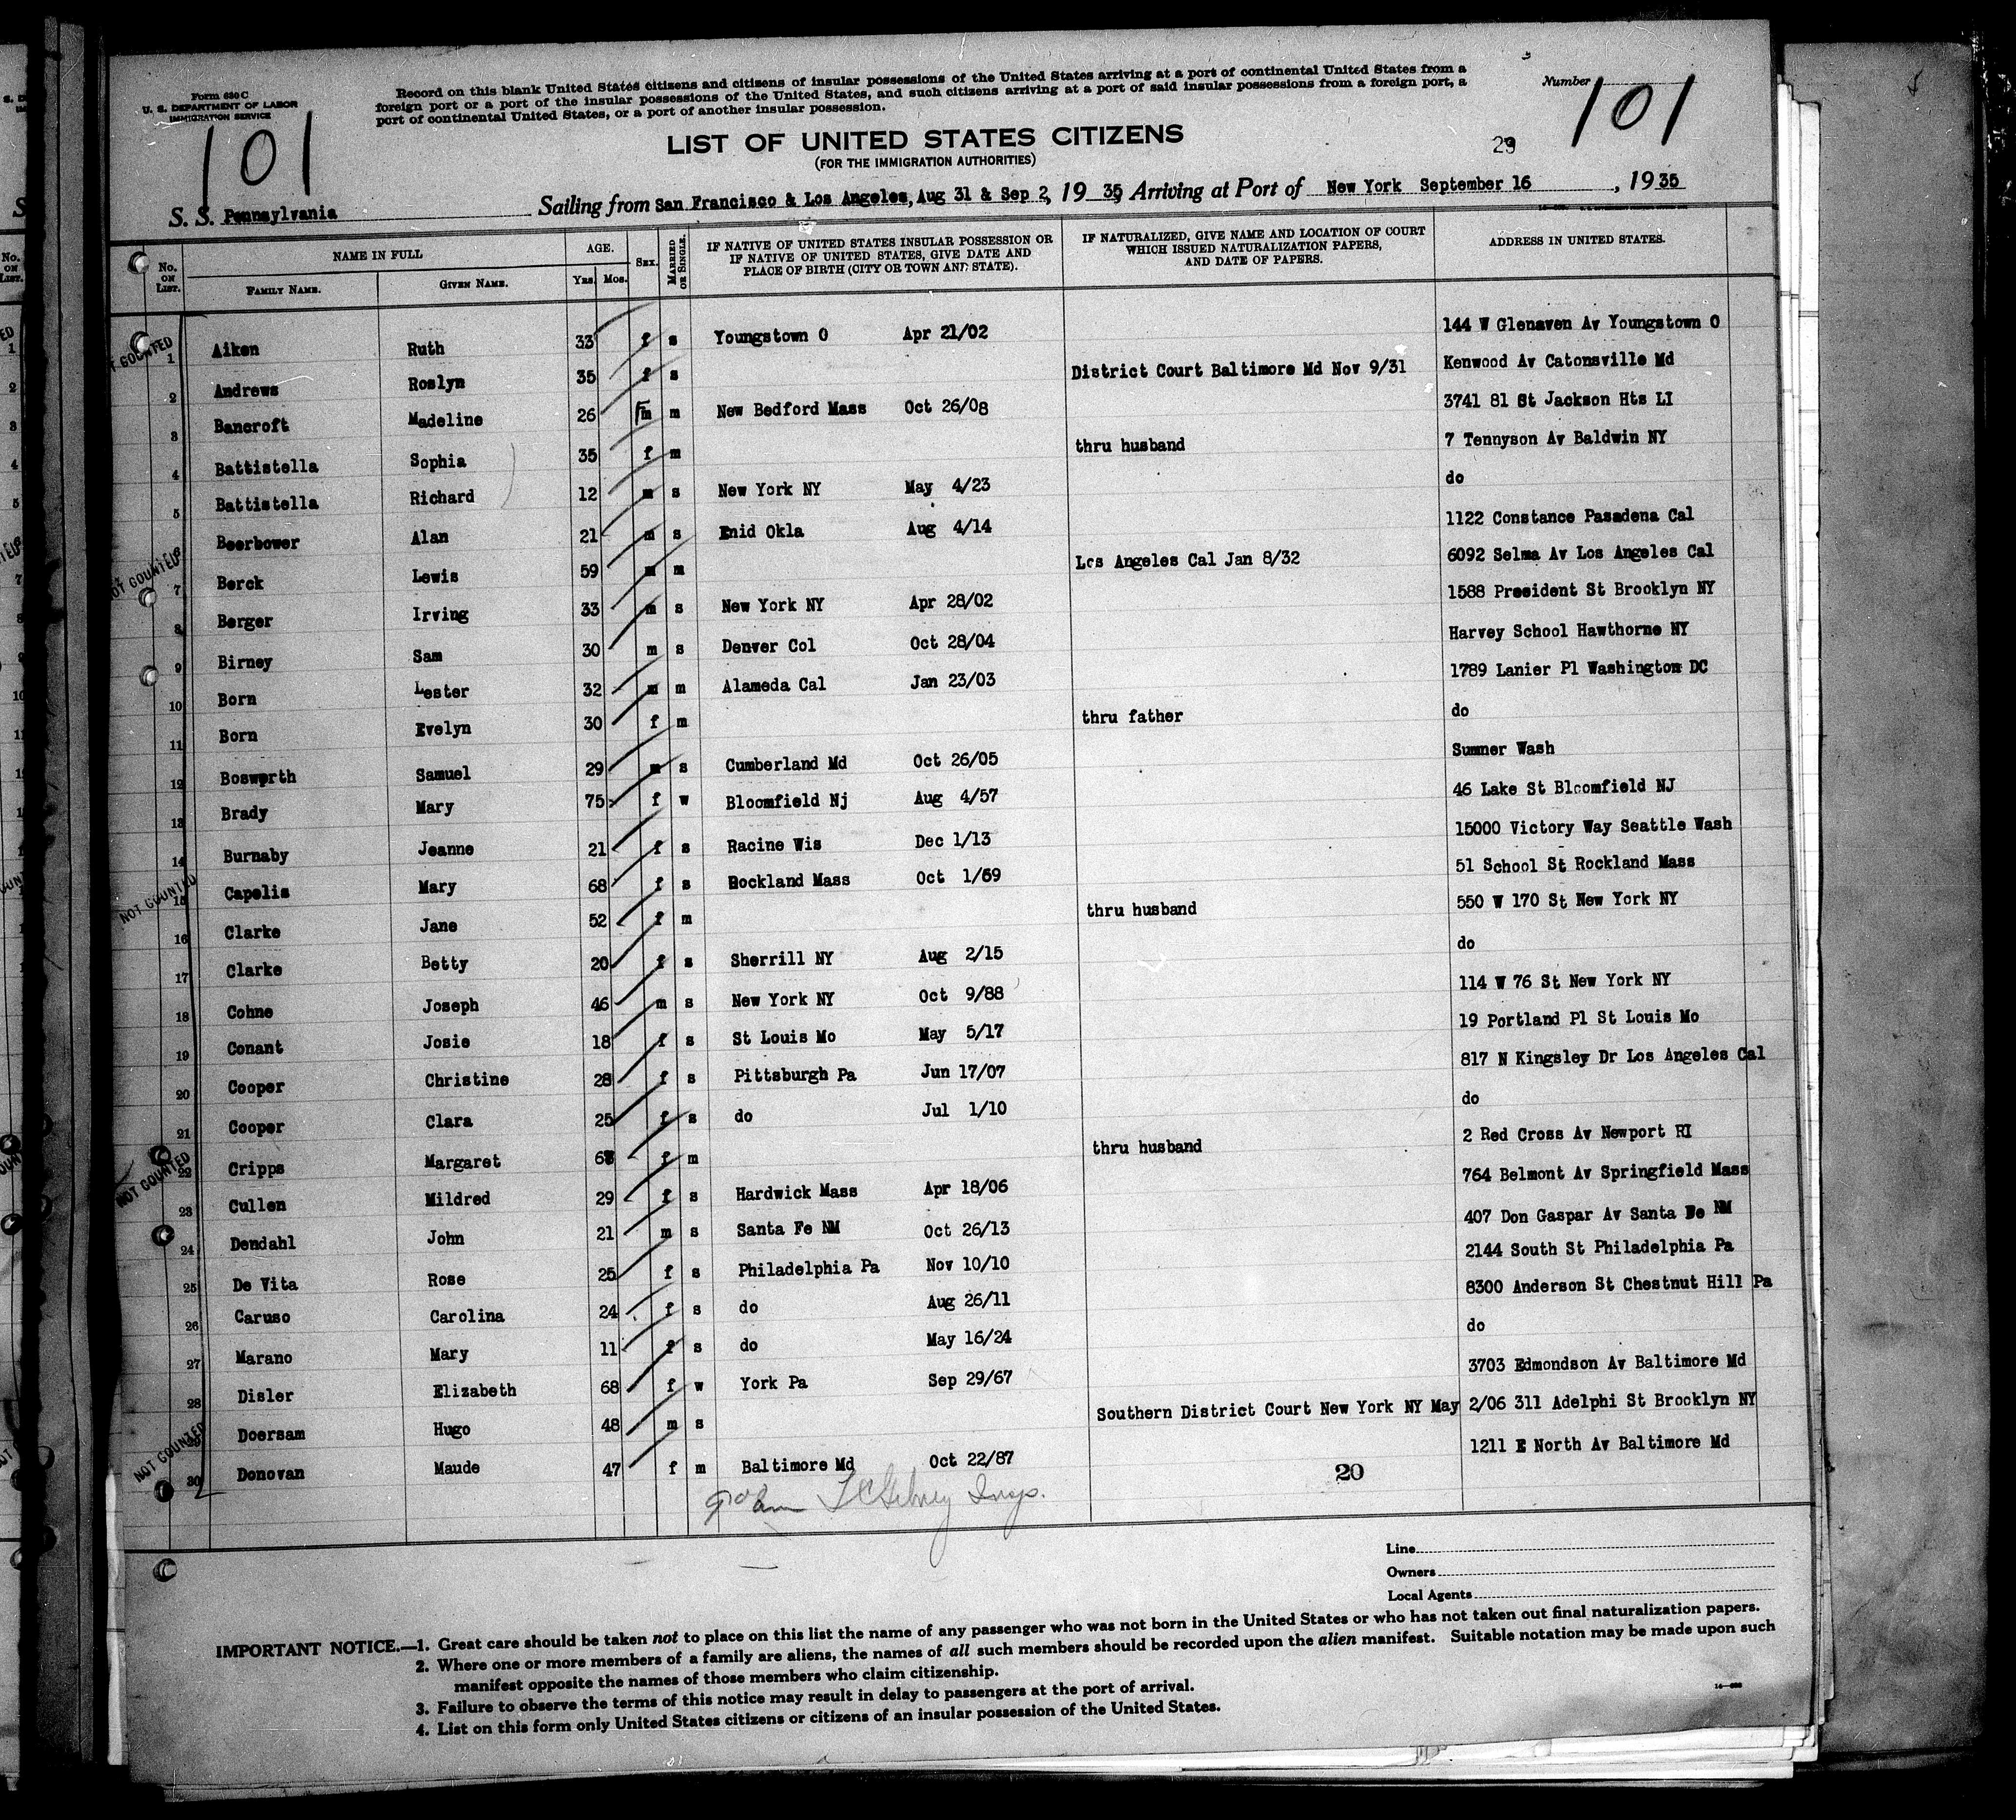 Form 630 C
U. S. DEPARTMENT OF LABOR
IMMIGRATION SERVICE
101
Record on this blank United States citizens and citizens of insular possessions of the United States arriving at a port of continental United States from a
foreign port or a port of the insular possessions of the United States, and such citizens arriving at a port of said insular possessions from a foreign port, a
port of continental United States, or a port of another insular possession.
Number 101
LIST OF UNITED STATES CITIZENS
(FOR THE IMMIGRATION AUTHORITIES)
29
S. S. Pennsylvania Sailing from San Francisco & Los Angeles, Aug 31 & Sep 2, 19 35, Arriving at Port of New York September 16, 19 35
No. ON LIST. NAME IN FULL FAMILY NAME. GIVEN NAME. AGE. Yrs. Mos. SEX. MARRIED OR SINGLE. IF NATIVE OF UNITED STATES INSULAR POSSESSION OR IF NATIVE OF UNITED STATES, GIVE DATE AND PLACE OF BIRTH (CITY OR TOWN AND STATE). IF NATURALIZED, GIVE NAME AND LOCATION OF COURT WHICH ISSUED NATURALIZATION PAPERS, AND DATE OF PAPERS. ADDRESS IN UNITED STATES.
1 Aiken Ruth 33 f s Youngstown O Apr 21/02 144 W Glenaven Av Youngstown O
2 Andrews Roslyn 35 f s District Court Baltimore Md Nov 9/31 Kenwood Av Catonsville Md
3 Bancroft Madeline 26 Fm m New Bedford Mass Oct 26/08 3741 81 St Jackson Hts LI
4 Battistella Sophia 35 f m thru husband 7 Tennyson Av Baldwin NY
5 Battistella Richard 12 m s New York NY May 4/23 do
6 Beerbower Alan 21 m s Enid Okla Aug 4/14 1122 Constance Pasadena Cal
7 Berck Lewis 59 m m Los Angeles Cal Jan 8/32 6092 Selma Av Los Angeles Cal
8 Berger Irving 33 m s New York NY Apr 28/02 1588 President St Brooklyn NY
9 Birney Sam 30 m s Denver Col Oct 28/04 Harvey School Hawthorne NY
10 Born Lester 32 m m Alameda Cal Jan 23/03 1789 Lanier Pl Washington DC
11 Born Evelyn 30 f m thru father do
12 Bosworth Samuel 29 m s Cumberland Md Oct 26/05 Sumner Wash
13 Brady Mary 75 f w Bloomfield Nj Aug 4/57 46 Lake St Bloomfield NJ
14 Burnaby Jeanne 21 f s Racine Wis Dec 1/13 15000 Victory Way Seattle Wash
15 Capelis Mary 68 f s Rockland Mass Oct 1/69 51 School St Rockland Mass
16 Clarke Jane 52 f m thru husband 550 W 170 St New York NY
17 Clarke Betty 20 f s Sherrill NY Aug 2/15 do
18 Cohne Joseph 46 m s New York NY Oct 9/88 114 W 76 St New York NY
19 Conant Josie 18 f s St Louis Mo May 5/17 19 Portland Pl St Louis Mo
20 Cooper Christine 28 f s Pittsburgh Pa Jun 17/07 817 N Kingsley Dr Los Angeles Cal
21 Cooper Clara 25 f s do Jul 1/10 do
22 Cripps Margaret f m thru husband 2 Red Cross Av Newport RI
23 Cullen Mildred 29 f s Hardwick Mass Apr 18/06 764 Belmont Av Springfield Mass
24 Dendahl John 21 m s Santa Fe NM Oct 26/13 407 Don Gaspar Av Santa Fe NM
25 De Vita Rose 25 f s Philadelphia Pa Nov 10/10 2144 South St Philadelphia Pa
26 Caruso Carolina 24 f s do Aug 26/11 8300 Anderson St Chestnut Hill Pa
27 Marano Mary 11 f s do May 16/24 do
28 Disler Elizabeth 68 f w York Pa Sep 29/67 3703 Edmondson Av Baltimore Md
29 Doersam Hugo 48 m s Southern District Court New York NY May 2/06 311 Adelphi St Brooklyn NY
30 Donovan Maude 47 f m Baltimore Md Oct 22/87 1211 E North Av Baltimore Md
NOT COUNTED
NOT COUNTED
NOT COUNTED
NOT COUNTED
NOT COUNTED
20
Insp.
Line
Owners
Local Agents
IMPORTANT NOTICE.—1. Great care should be taken not to place on this list the name of any passenger who was not born in the United States or who has not taken out final naturalization papers.
2. Where one or more members of a family are aliens, the names of all such members should be recorded upon the alien manifest. Suitable notation may be made upon such
manifest opposite the names of those members who claim citizenship.
3. Failure to observe the terms of this notice may result in delay to passengers at the port of arrival.
4. List on this form only United States citizens or citizens of an insular possession of the United States.